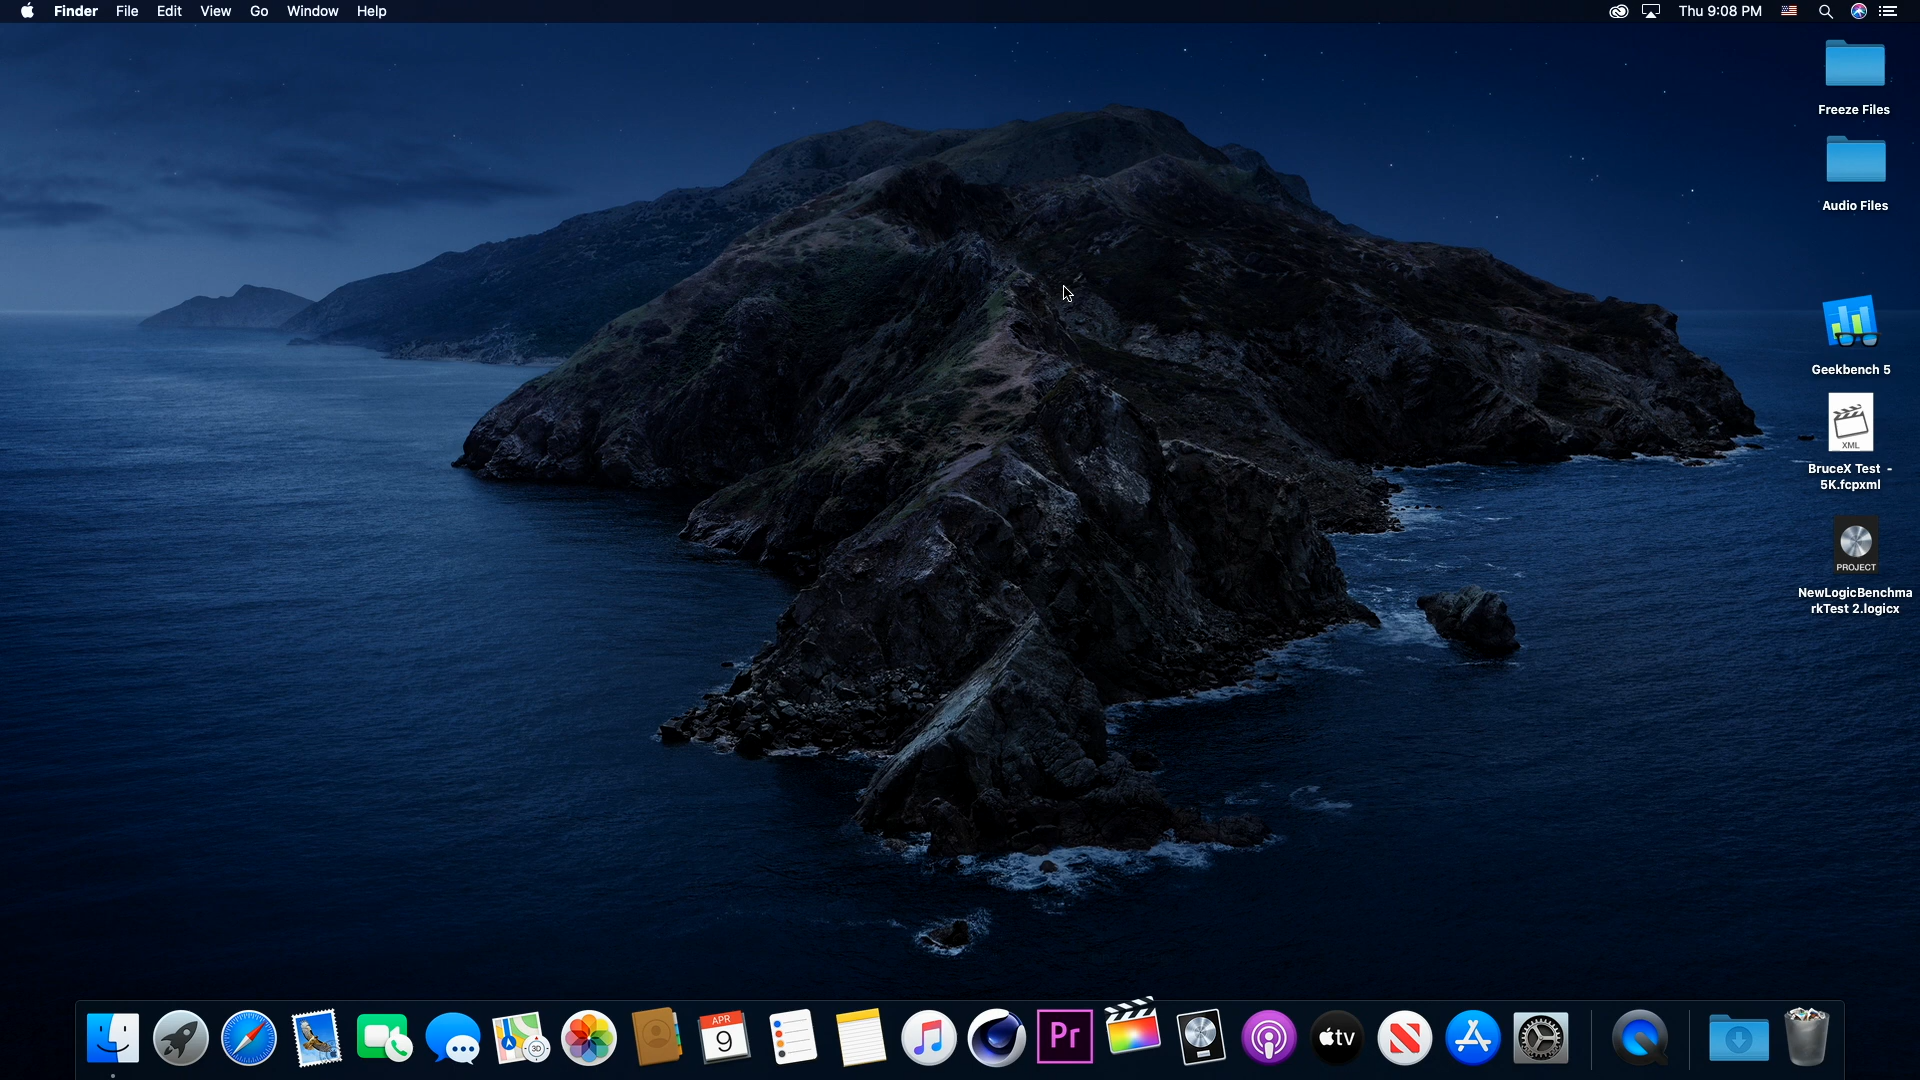 Finder File Edit View Go Window Help
Thu 9:08 PM
Freeze Files
Audio Files
Geekbench 5
XML
BruceX Test -
5K.fcpxml
PROJECT
NewLogicBenchma
rkTest 2.logicx
3D
APR
9
Pr
tv